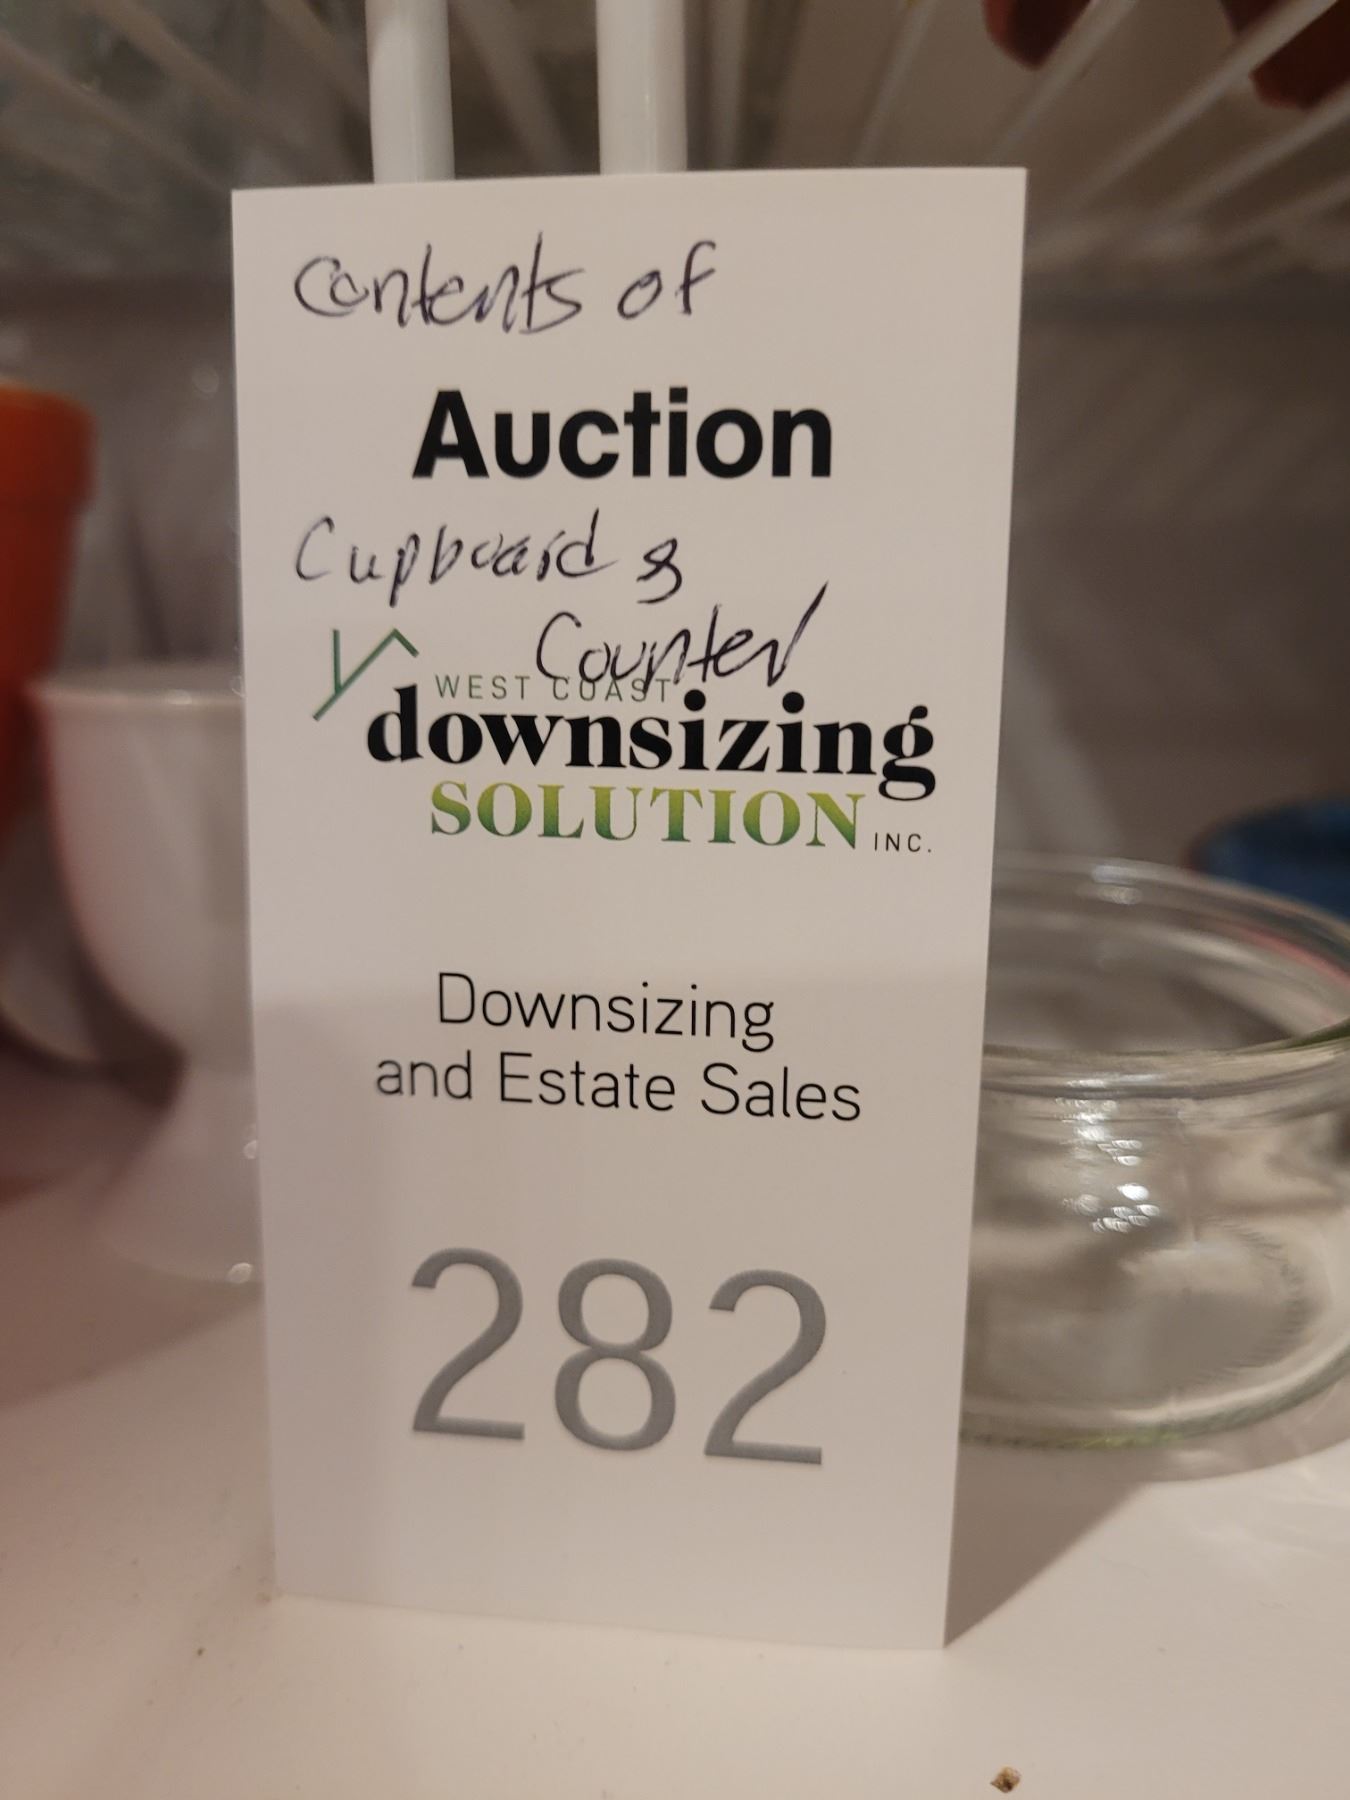 Contents of
Auction
Cupboard &
Counter
WEST COAST
downsizing
SOLUTION INC.
Downsizing
and Estate Sales
282